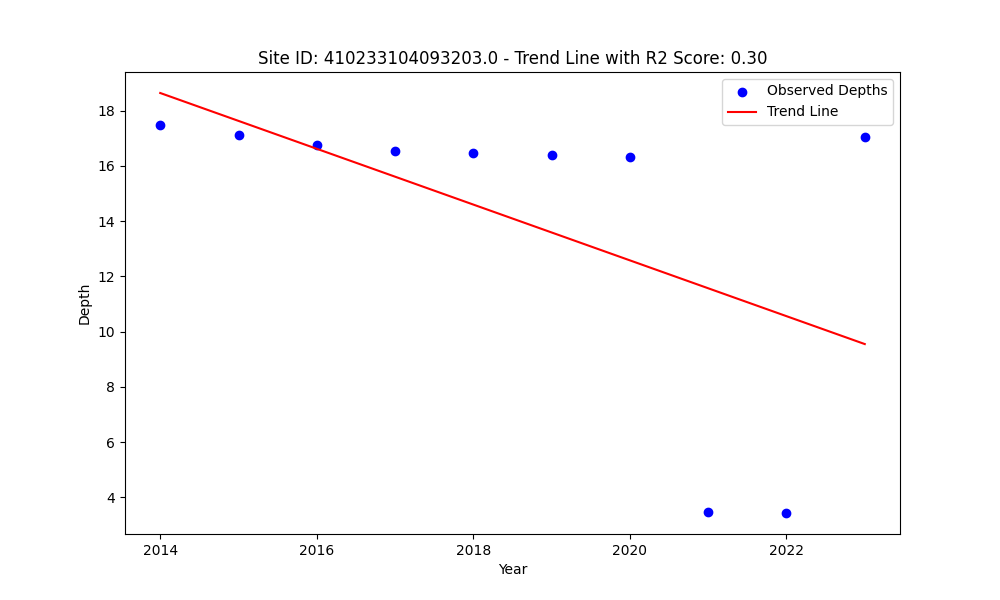 Site ID: 410233104093203.0 - Trend Line with R2 Score: 0.30
Observed Depths
Trend Line
18
16
14
12
10
8
6
4
Depth
2014
2016
2018
2020
2022
Year